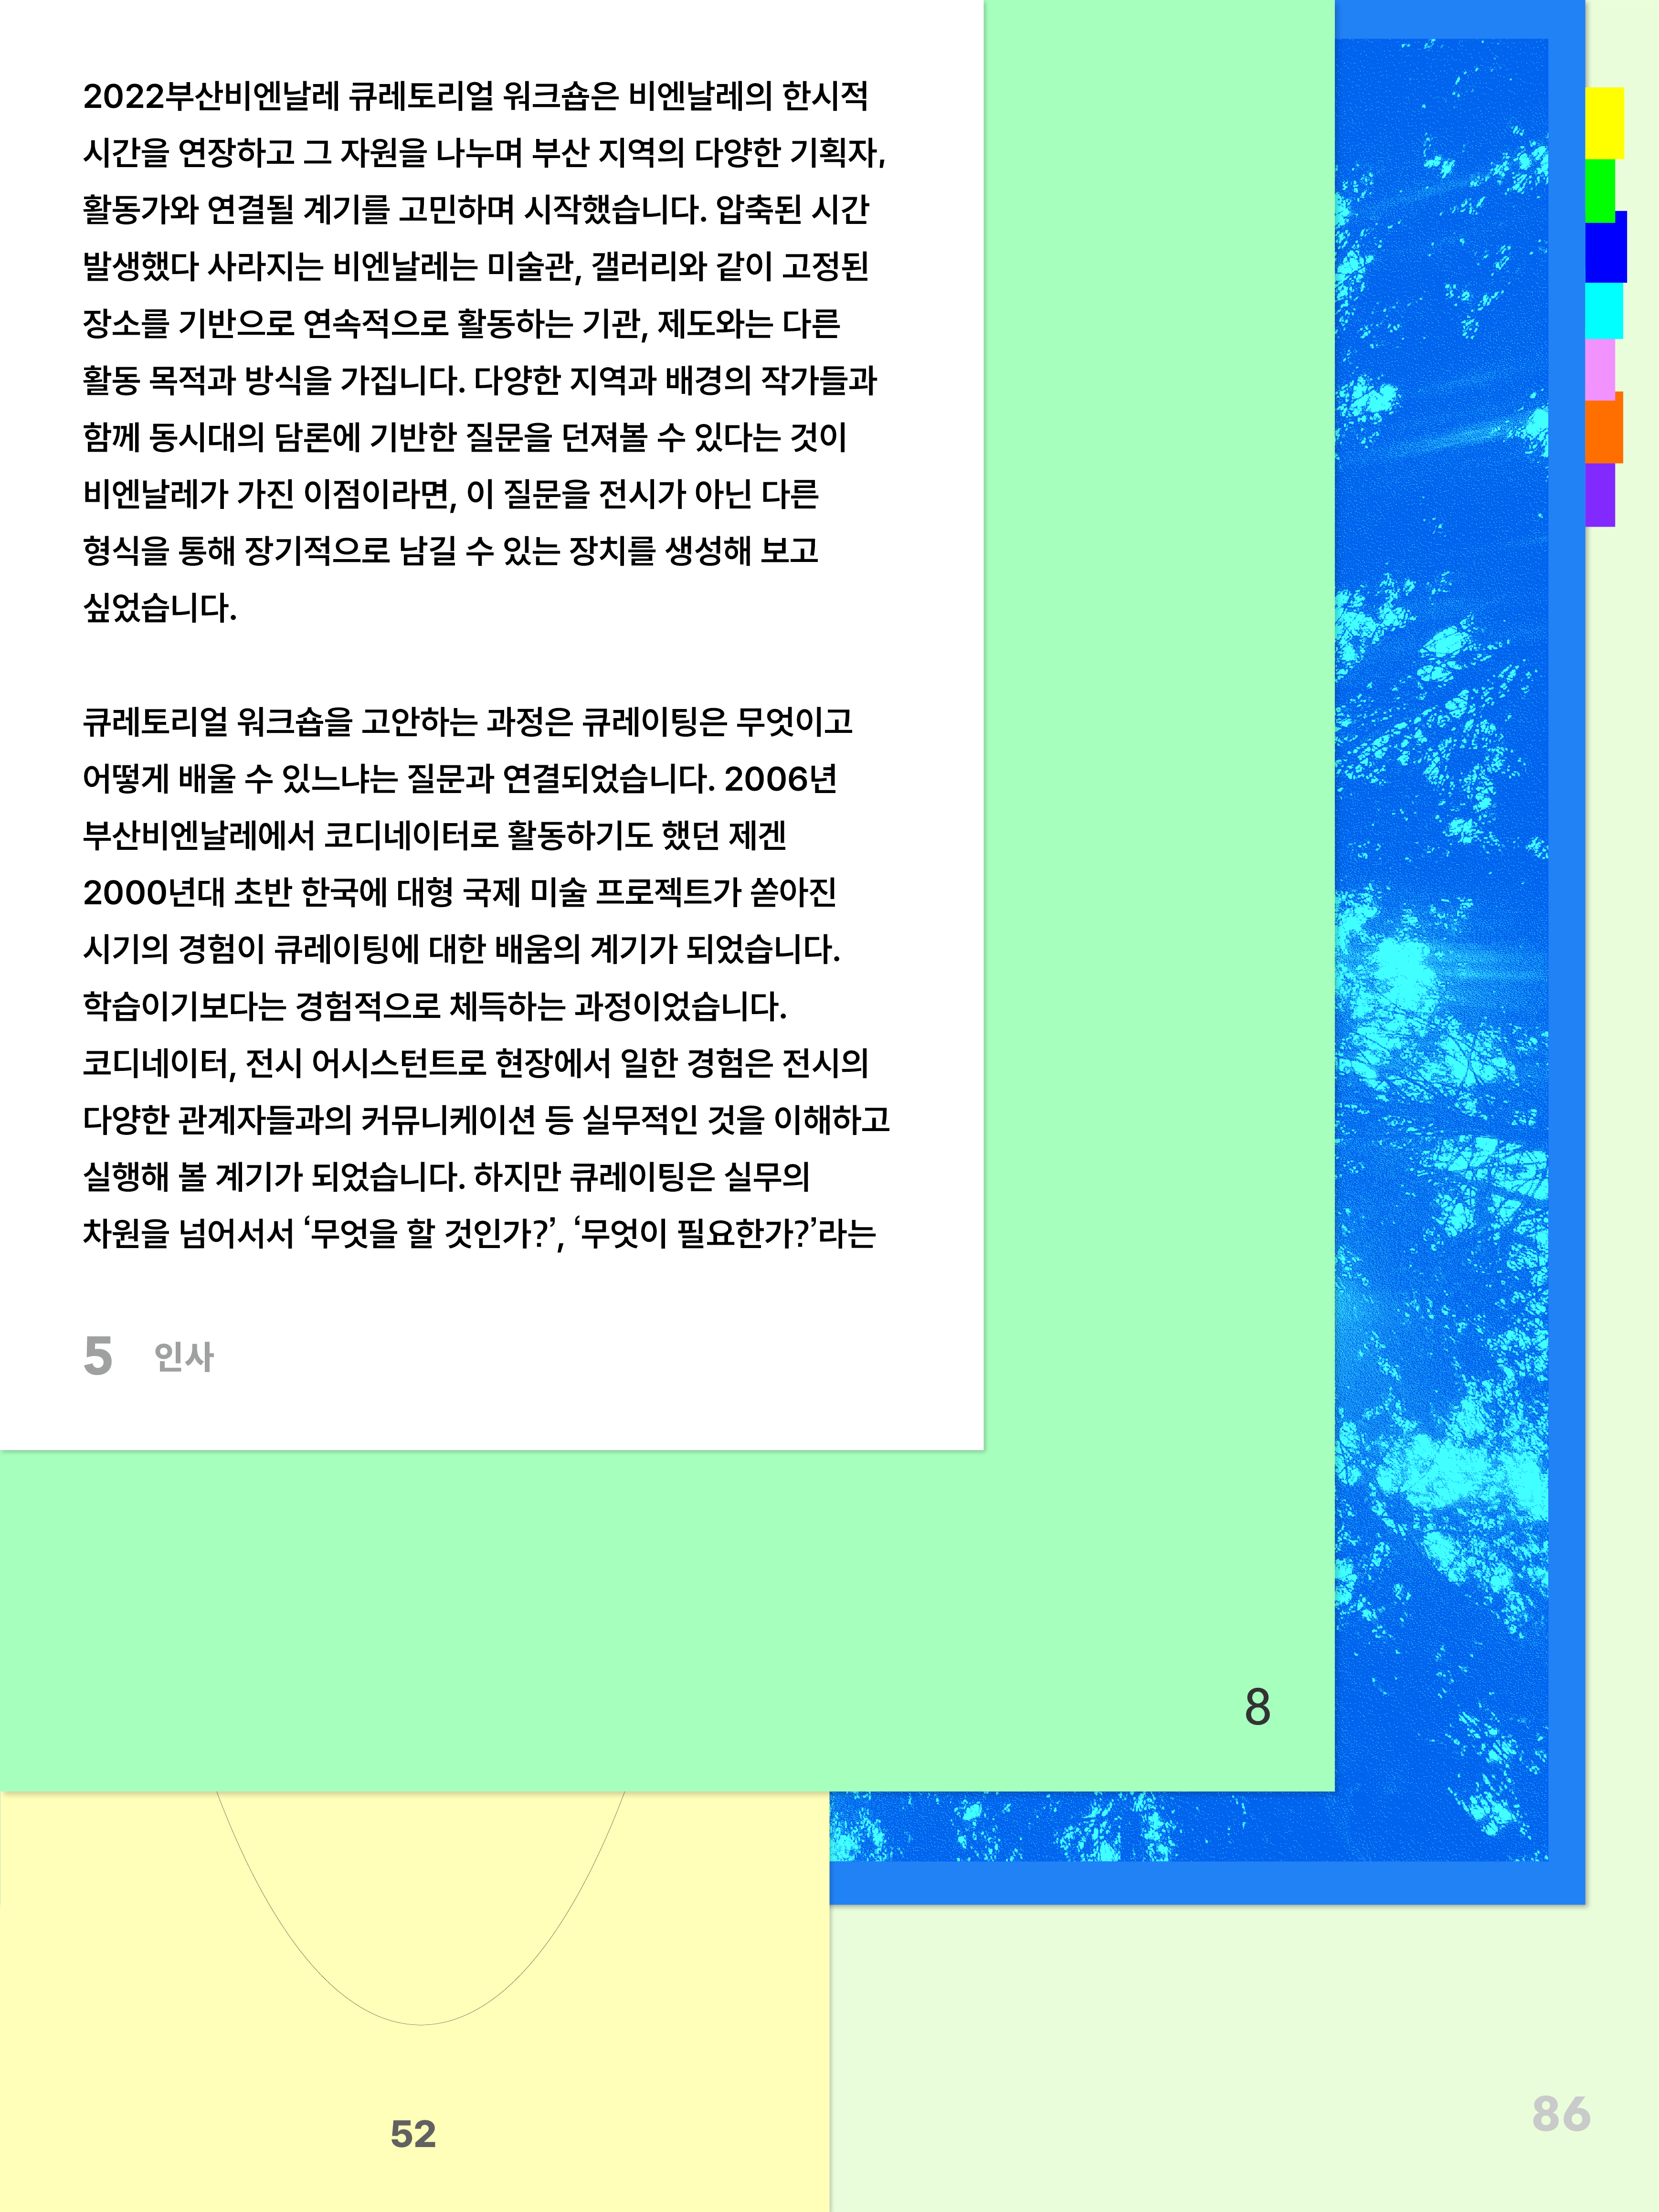 2022부산비엔날레 큐레토리얼 워크숍은 비엔날레의 한시적
시간을 연장하고 그 자원을 나누며 부산 지역의 다양한 기획자,
활동가와 연결될 계기를 고민하며 시작했습니다. 압축된 시간
발생했다 사라지는 비엔날레는 미술관, 갤러리와 같이 고정된
장소를 기반으로 연속적으로 활동하는 기관, 제도와는 다른
활동 목적과 방식을 가집니다. 다양한 지역과 배경의 작가들과
함께 동시대의 담론에 기반한 질문을 던져볼 수 있다는 것이
비엔날레가 가진 이점이라면, 이 질문을 전시가 아닌 다른
형식을 통해 장기적으로 남길 수 있는 장치를 생성해 보고
싶었습니다.
큐레토리얼 워크숍을 고안하는 과정은 큐레이팅은 무엇이고
어떻게 배울 수 있느냐는 질문과 연결되었습니다. 2006년
부산비엔날레에서 코디네이터로 활동하기도 했던 제겐
2000년대 초반 한국에 대형 국제 미술 프로젝트가 쏟아진
시기의 경험이 큐레이팅에 대한 배움의 계기가 되었습니다.
학습이기보다는 경험적으로 체득하는 과정이었습니다.
코디네이터, 전시 어시스턴트로 현장에서 일한 경험은 전시의
다양한 관계자들과의 커뮤니케이션 등 실무적인 것을 이해하고
실행해 볼 계기가 되었습니다. 하지만 큐레이팅은 실무의
차원을 넘어서서 ‘무엇을 할 것인가?’, ‘무엇이 필요한가?’라는
5 인사
8
52
86